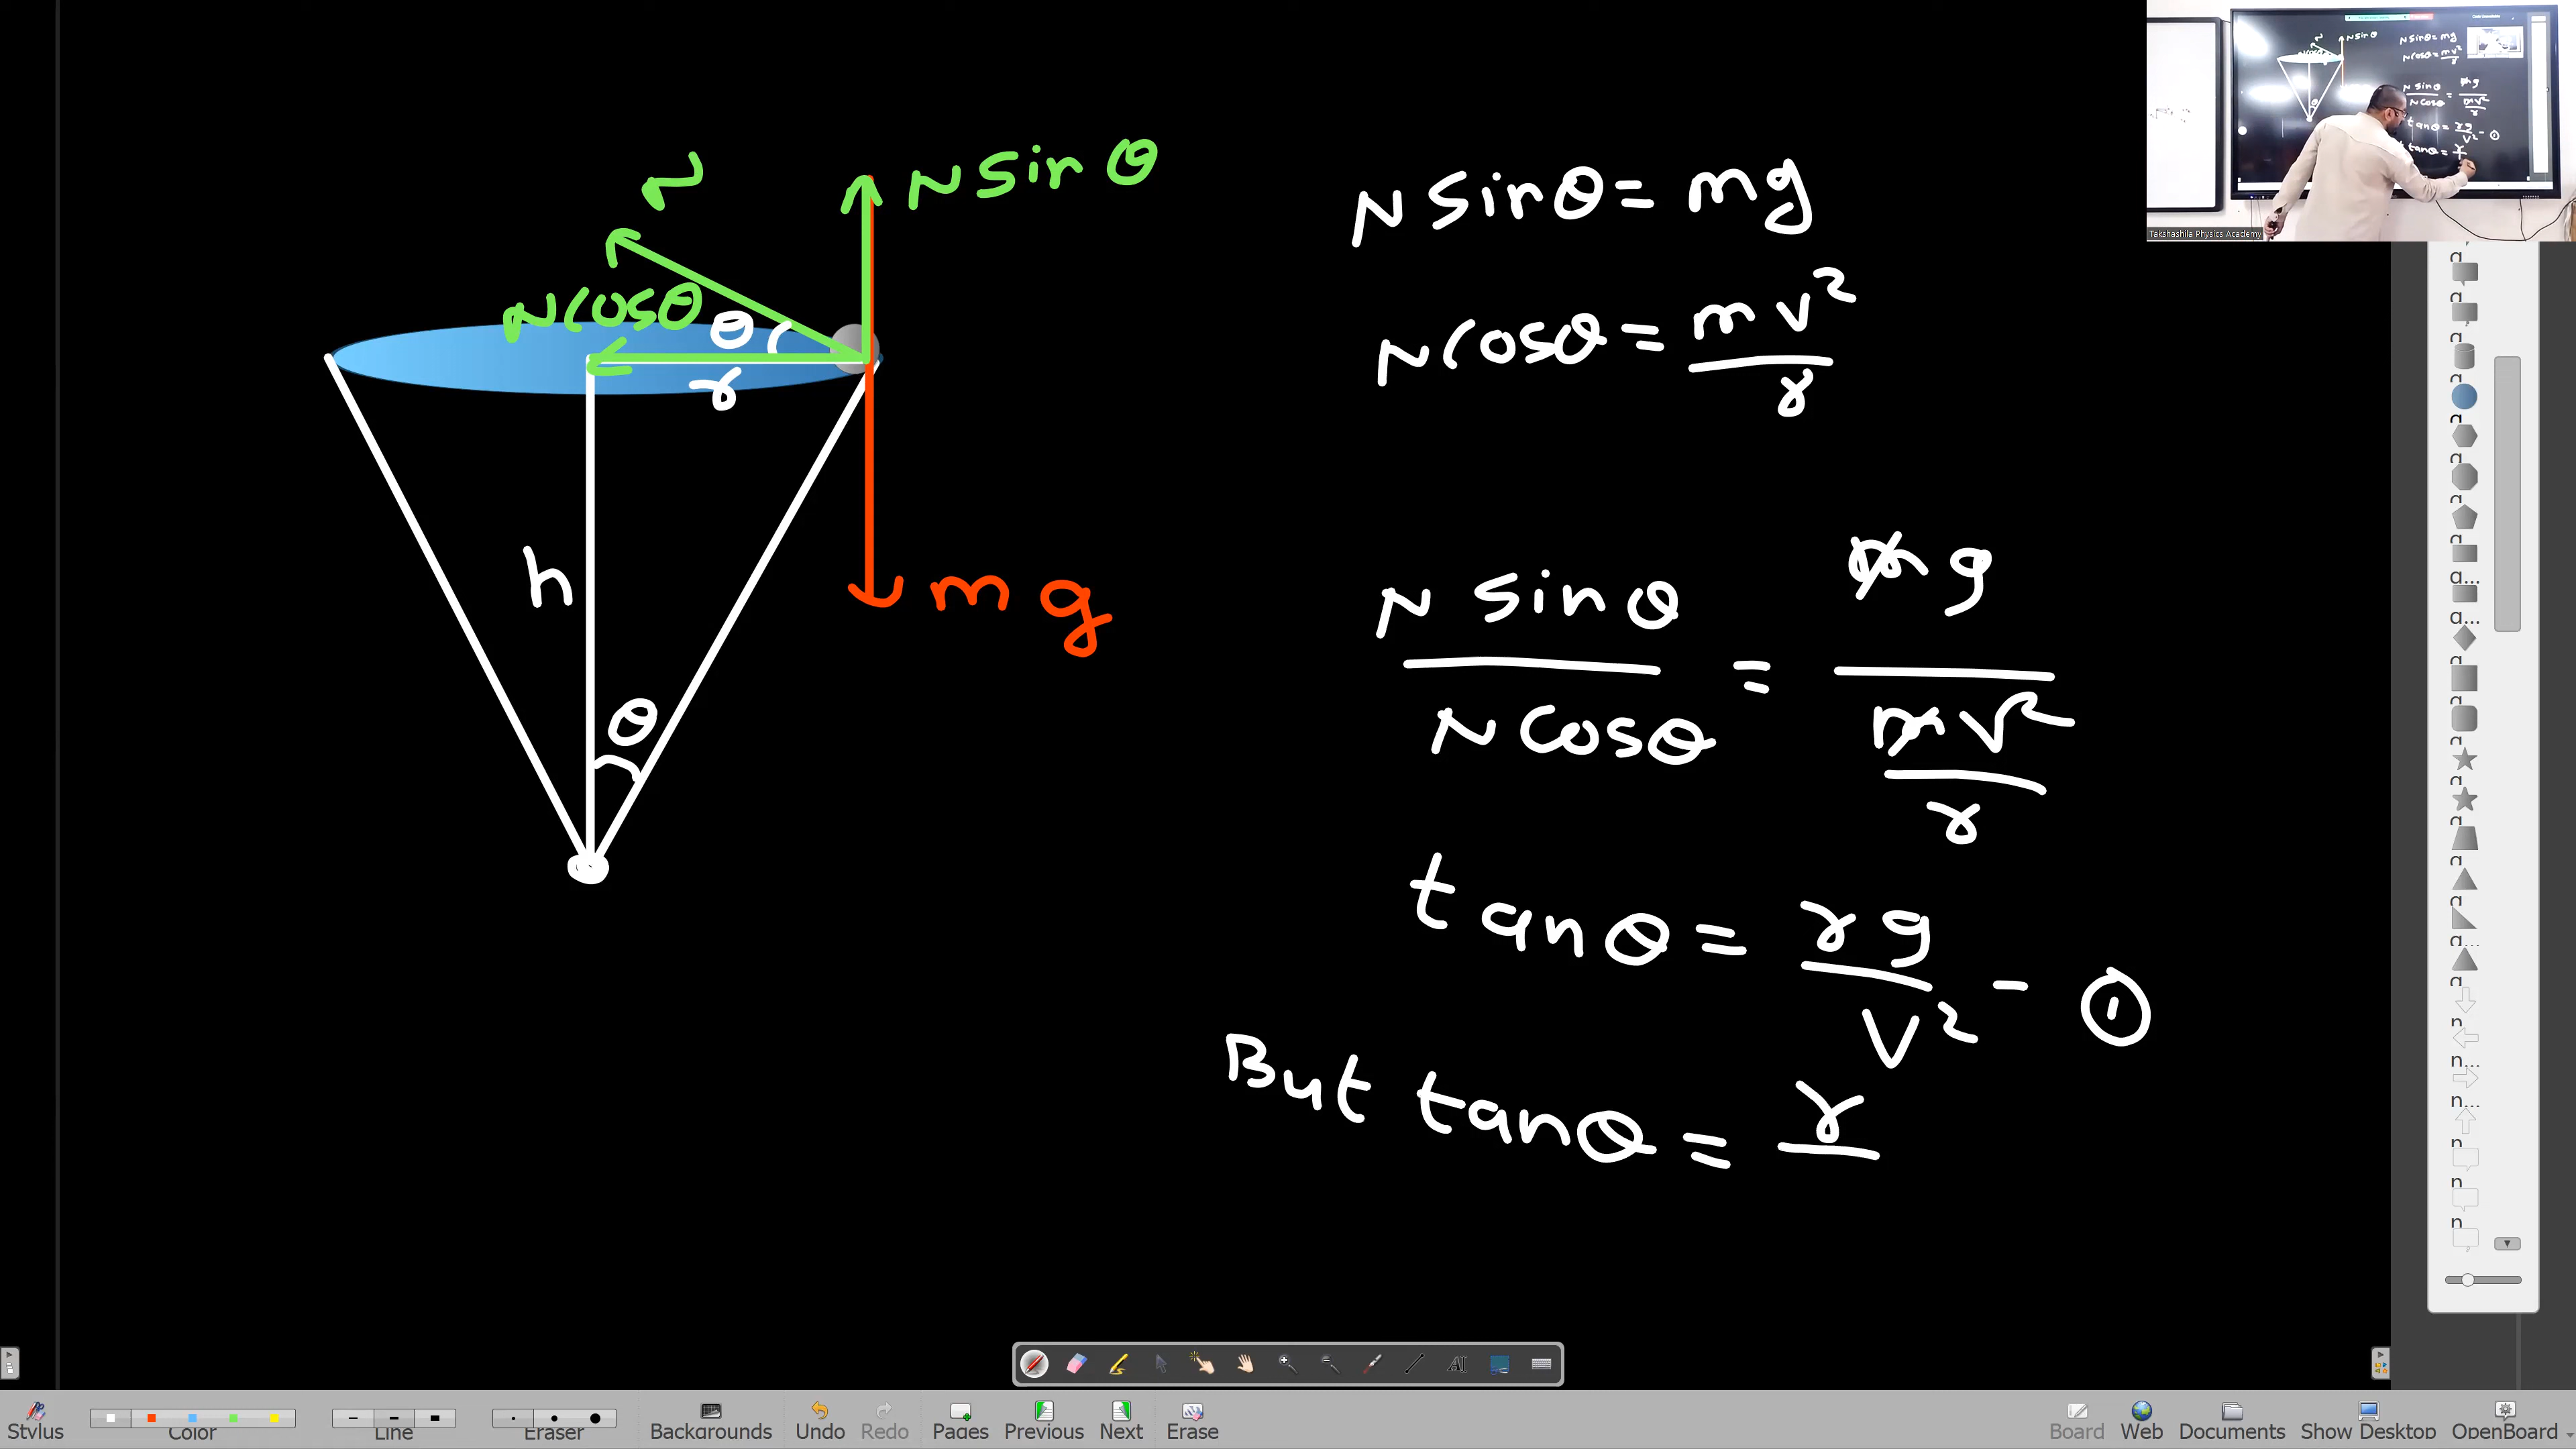 N sin θ
N
N cos θ
θ
r
h
θ
mg
N sin θ = mg
N cos θ = mv²/r
N sin θ / N cos θ = mg / (mv²/r)
tan θ = rg/v² - ①
But tan θ = r/
Takshashila Physics Academy
a
a
a
a
a
a
a
a...
a...
a
a
a
a
a
a
a...
a
n
n...
n...
n
n
n
Stylus
Color
Line
Eraser
Backgrounds
Undo
Redo
Pages
Previous
Next
Erase
Board
Web
Documents
Show Desktop
OpenBoard